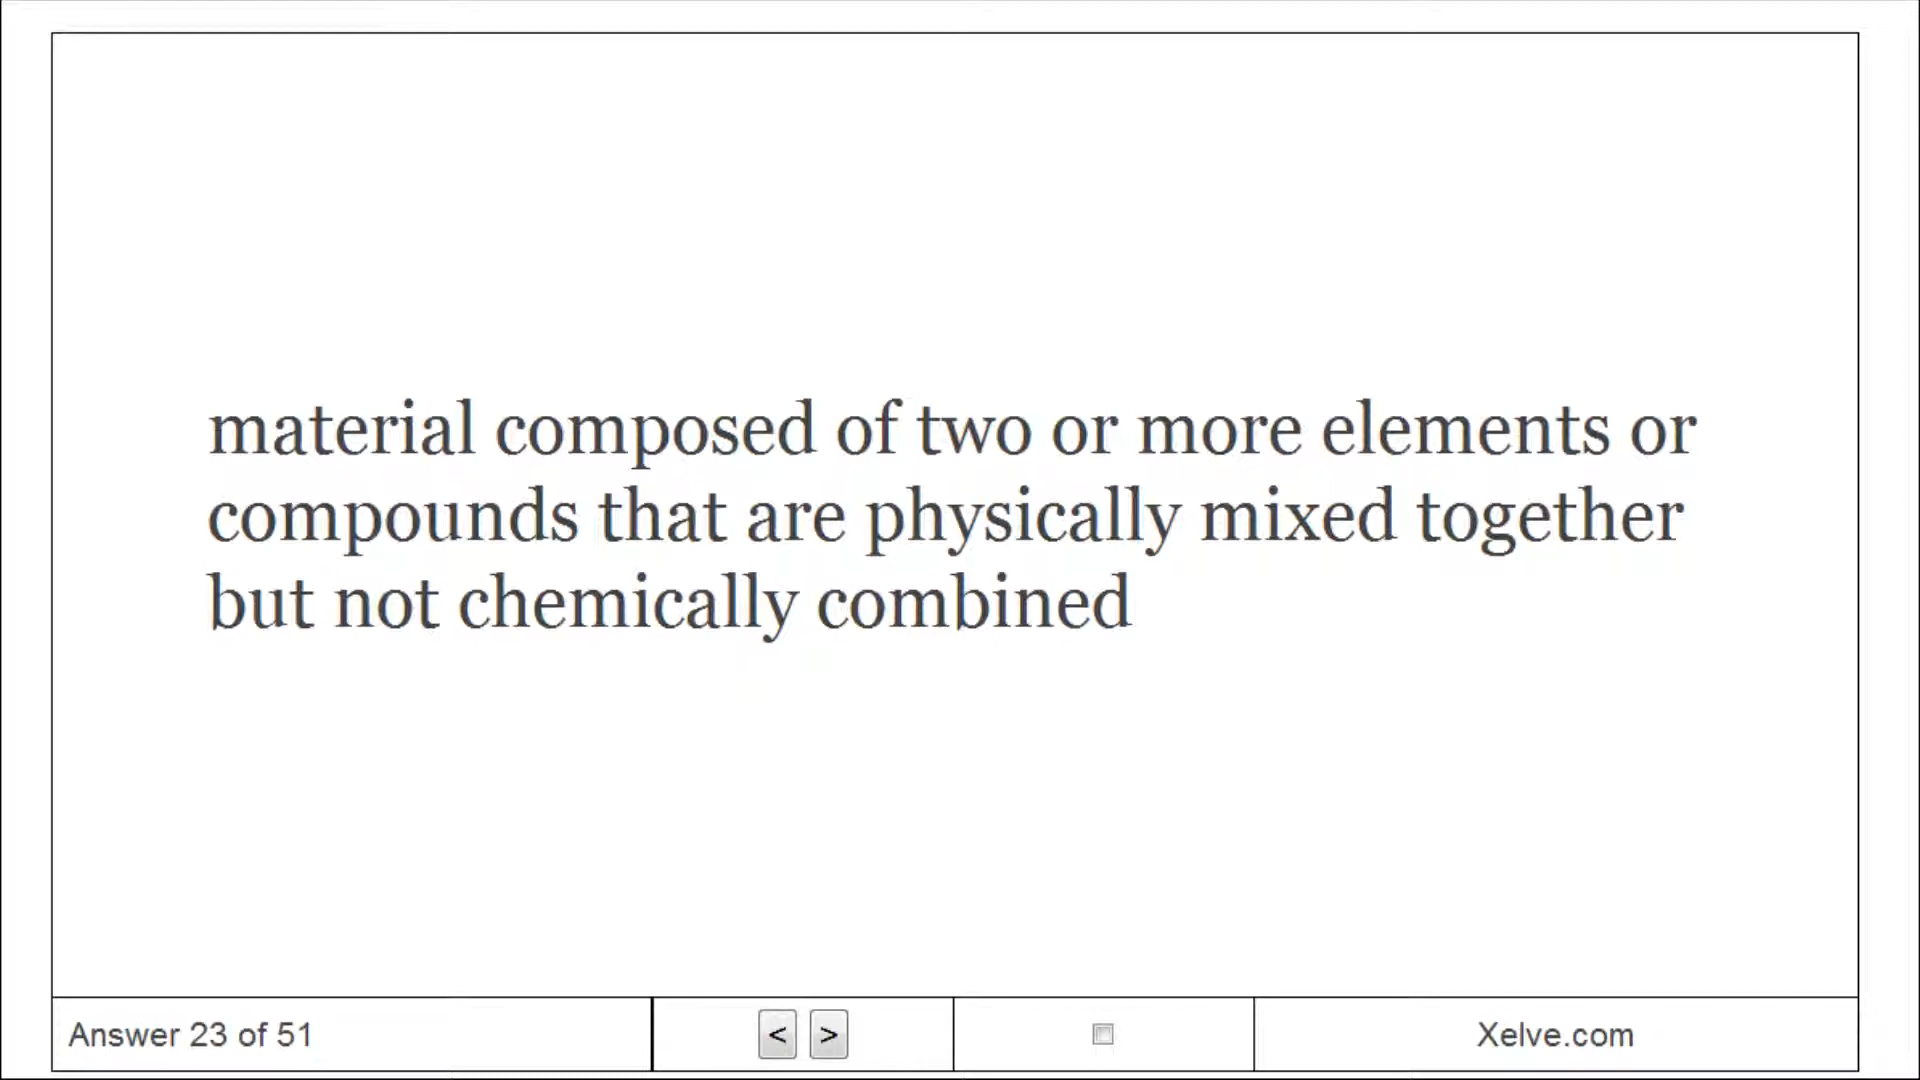 material composed of two or more elements or
compounds that are physically mixed together
but not chemically combined
Answer 23 of 51
< >
Xelve.com